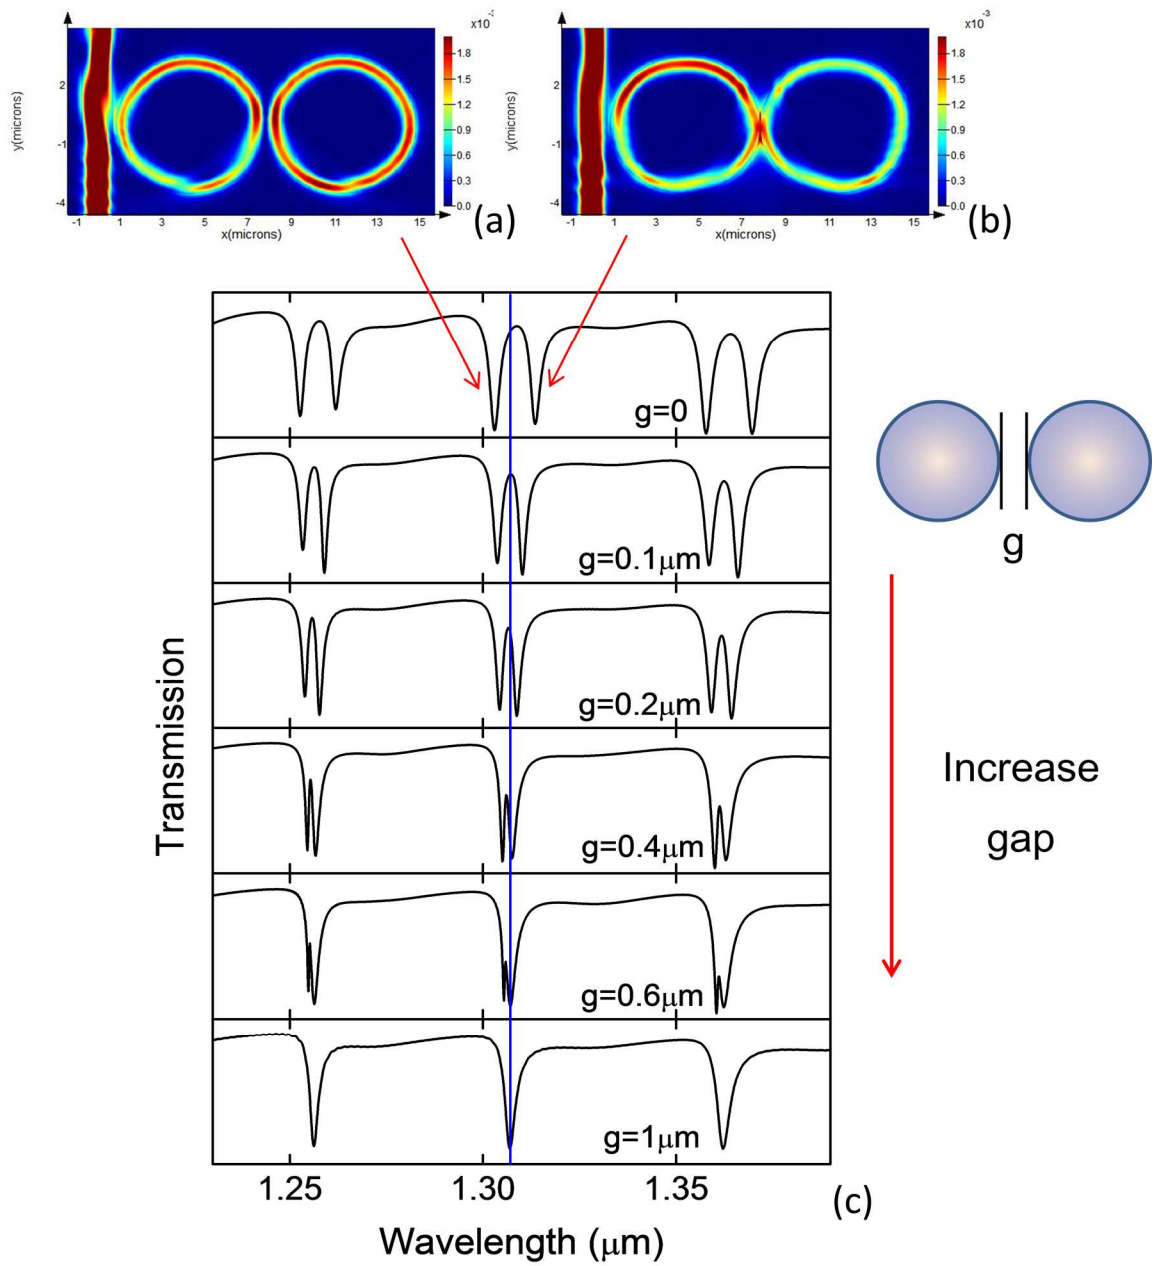 x10⁻³
x10⁻³
y(microns)
2
-1
-4
-1 1 3 5 7 9 11 13 15
x(microns)
1.8
1.5
1.2
0.9
0.6
0.3
0.0
(a)
y(microns)
2
-1
-4
-1 1 3 5 7 9 11 13 15
x(microns)
1.8
1.5
1.2
0.9
0.6
0.3
0.0
(b)
g=0
g=0.1μm
g=0.2μm
g=0.4μm
g=0.6μm
g=1μm
Transmission
1.25 1.30 1.35
Wavelength (μm)
(c)
g
Increase
gap